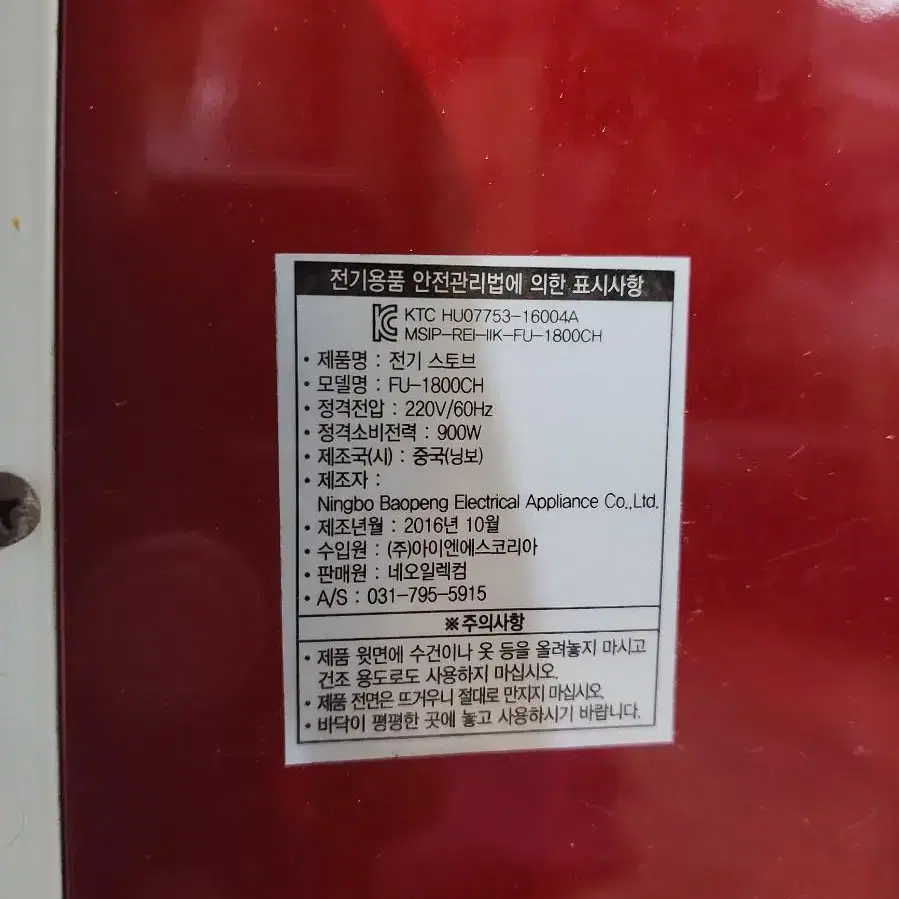 전기용품 안전관리법에 의한 표시사항
KTC HU07753-16004A
MSIP-REI-IIK-FU-1800CH
• 제품명 : 전기 스토브
• 모델명 : FU-1800CH
• 정격전압 : 220V/60Hz
• 정격소비전력 : 900W
• 제조국(시) : 중국(닝보)
• 제조자 :
Ningbo Baopeng Electrical Appliance Co.,Ltd.
• 제조년월 : 2016년 10월
• 수입원 : (주)아이엔에스코리아
• 판매원 : 네오일렉컴
• A/S : 031-795-5915
※주의사항
• 제품 윗면에 수건이나 옷 등을 올려놓지 마시고
건조 용도로도 사용하지 마십시오.
• 제품 전면은 뜨거우니 절대로 만지지 마십시오.
• 바닥이 평평한 곳에 놓고 사용하시기 바랍니다.